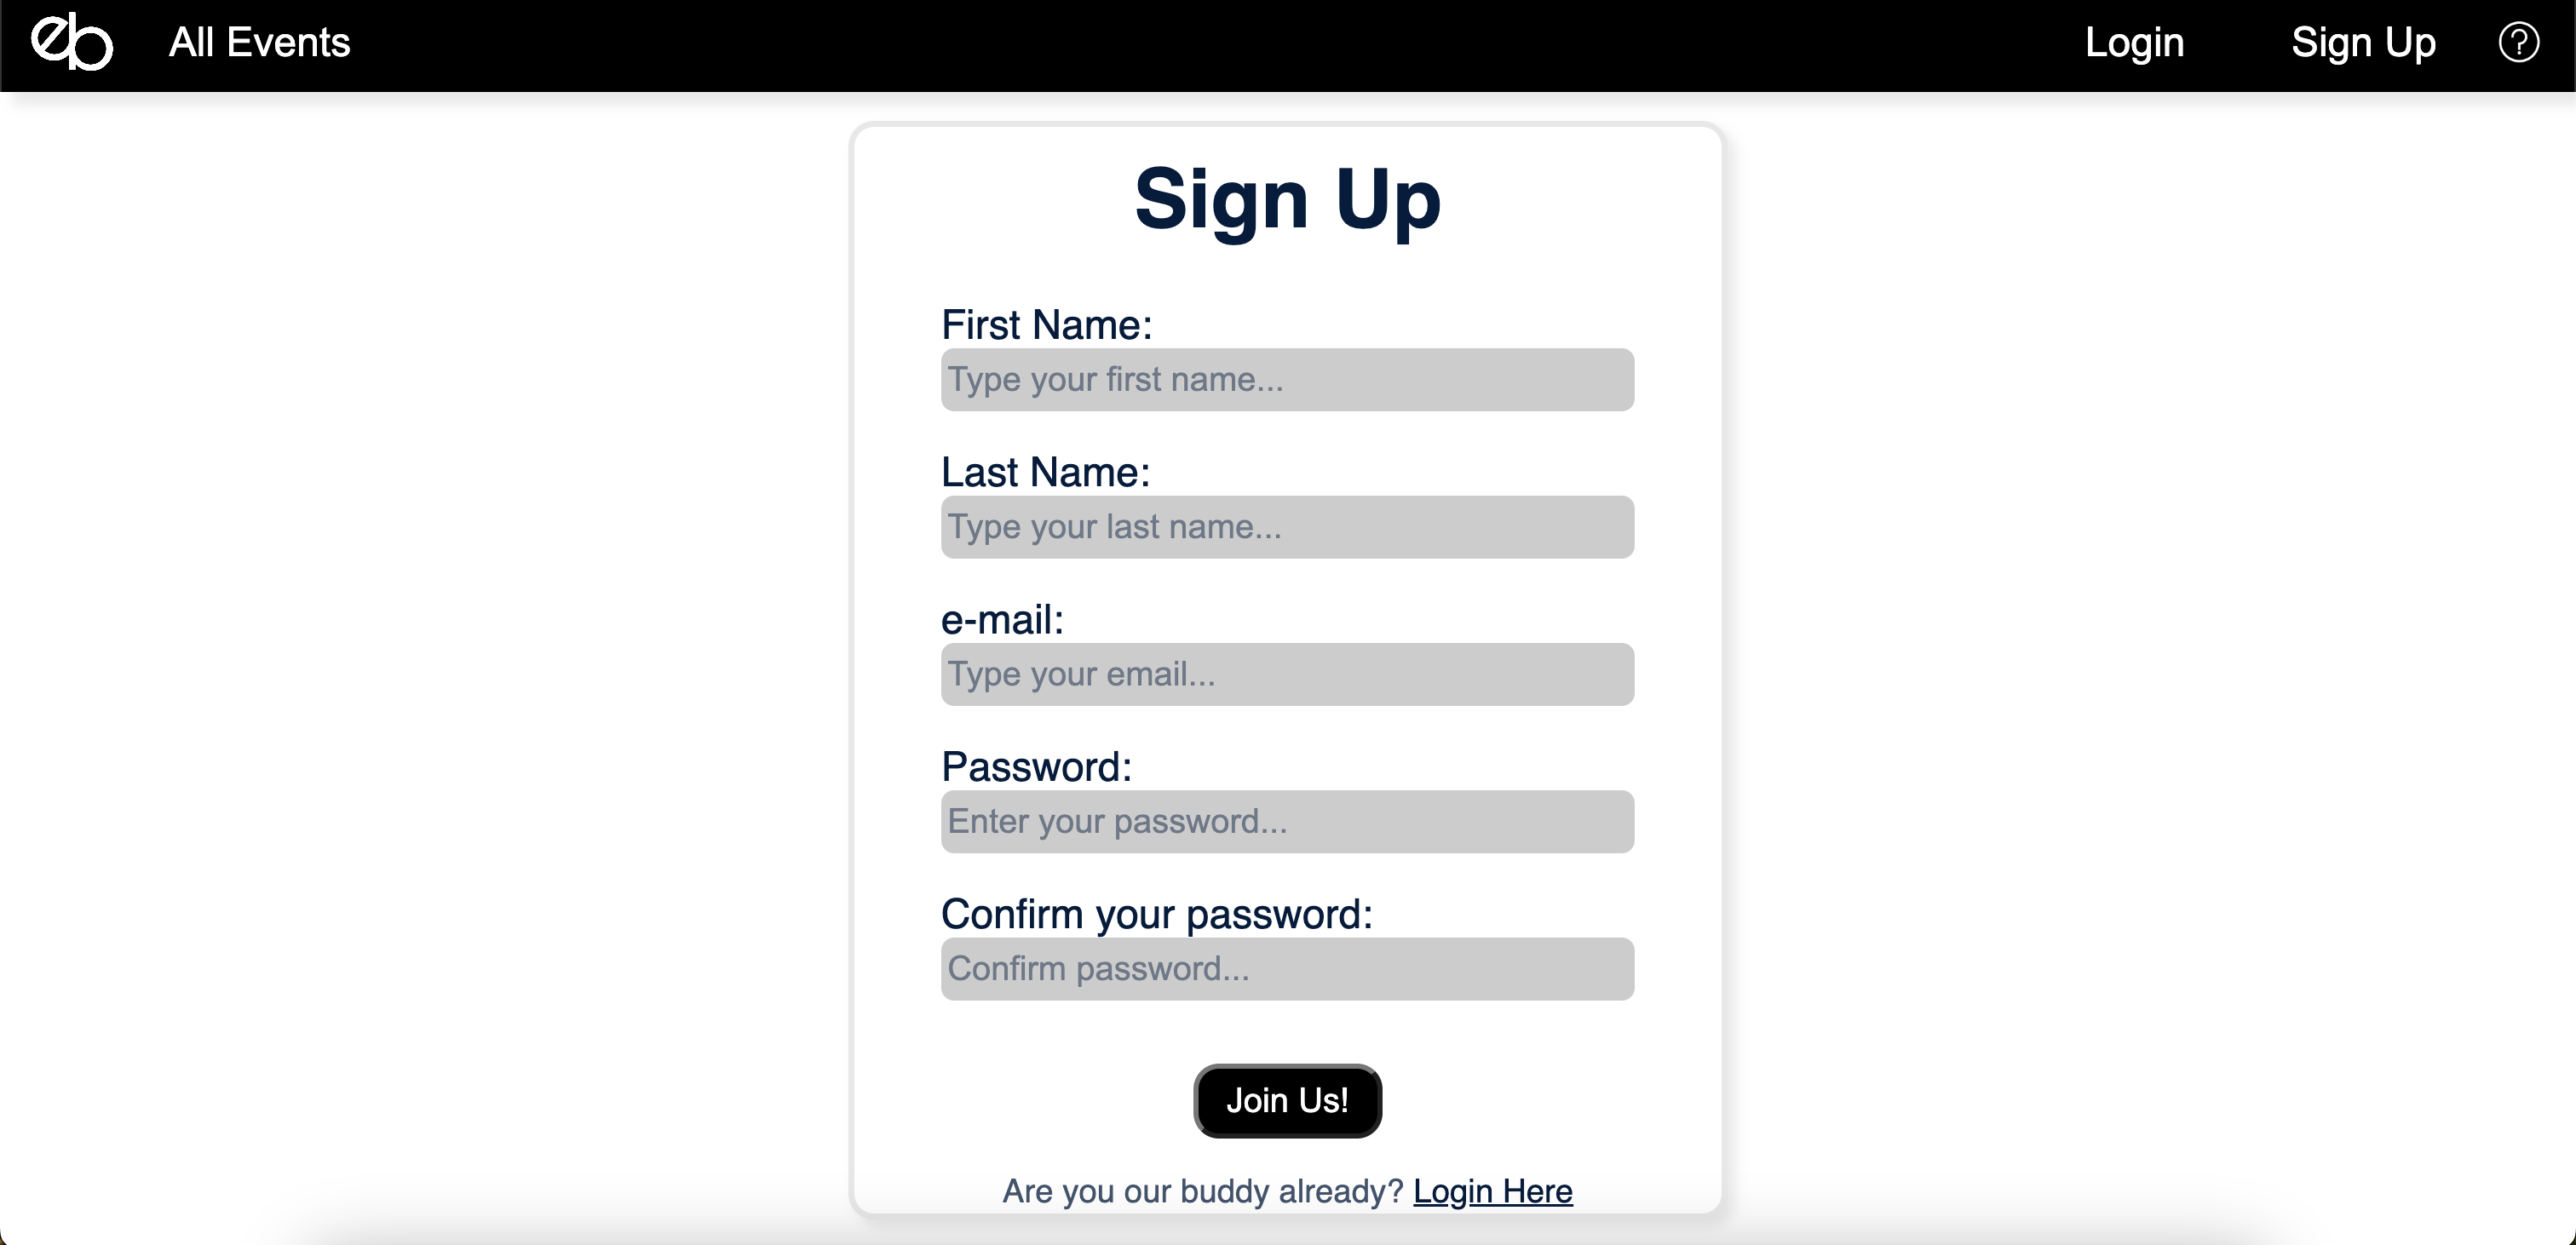 eb All Events Login Sign Up ?
Sign Up
First Name:
Type your first name...
Last Name:
Type your last name...
e-mail:
Type your email...
Password:
Enter your password...
Confirm your password:
Confirm password...
Join Us!
Are you our buddy already? Login Here